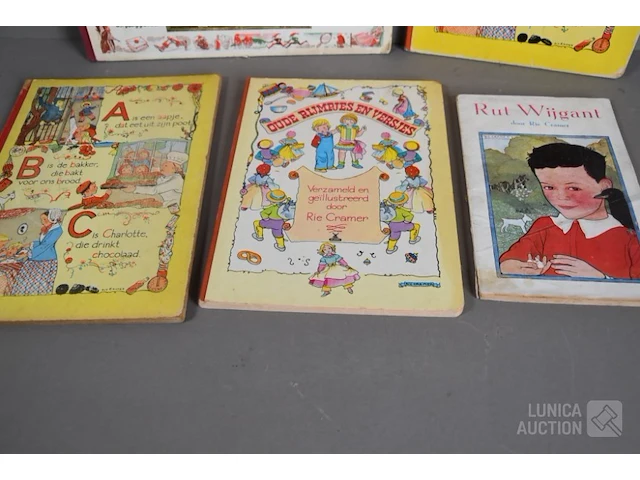 A
is een aapje,
dat eet uit zijn poot
B
is de bakker,
die bakt
voor ons brood.
C
is Charlotte,
die drinkt
chocolaad.
OUDE RIJMPJES EN VERSJES
Verzameld en
geïllustreerd
door
Rie Cramer
Rut Wijgant
door Rie Cramer
LUNICA
AUCTION